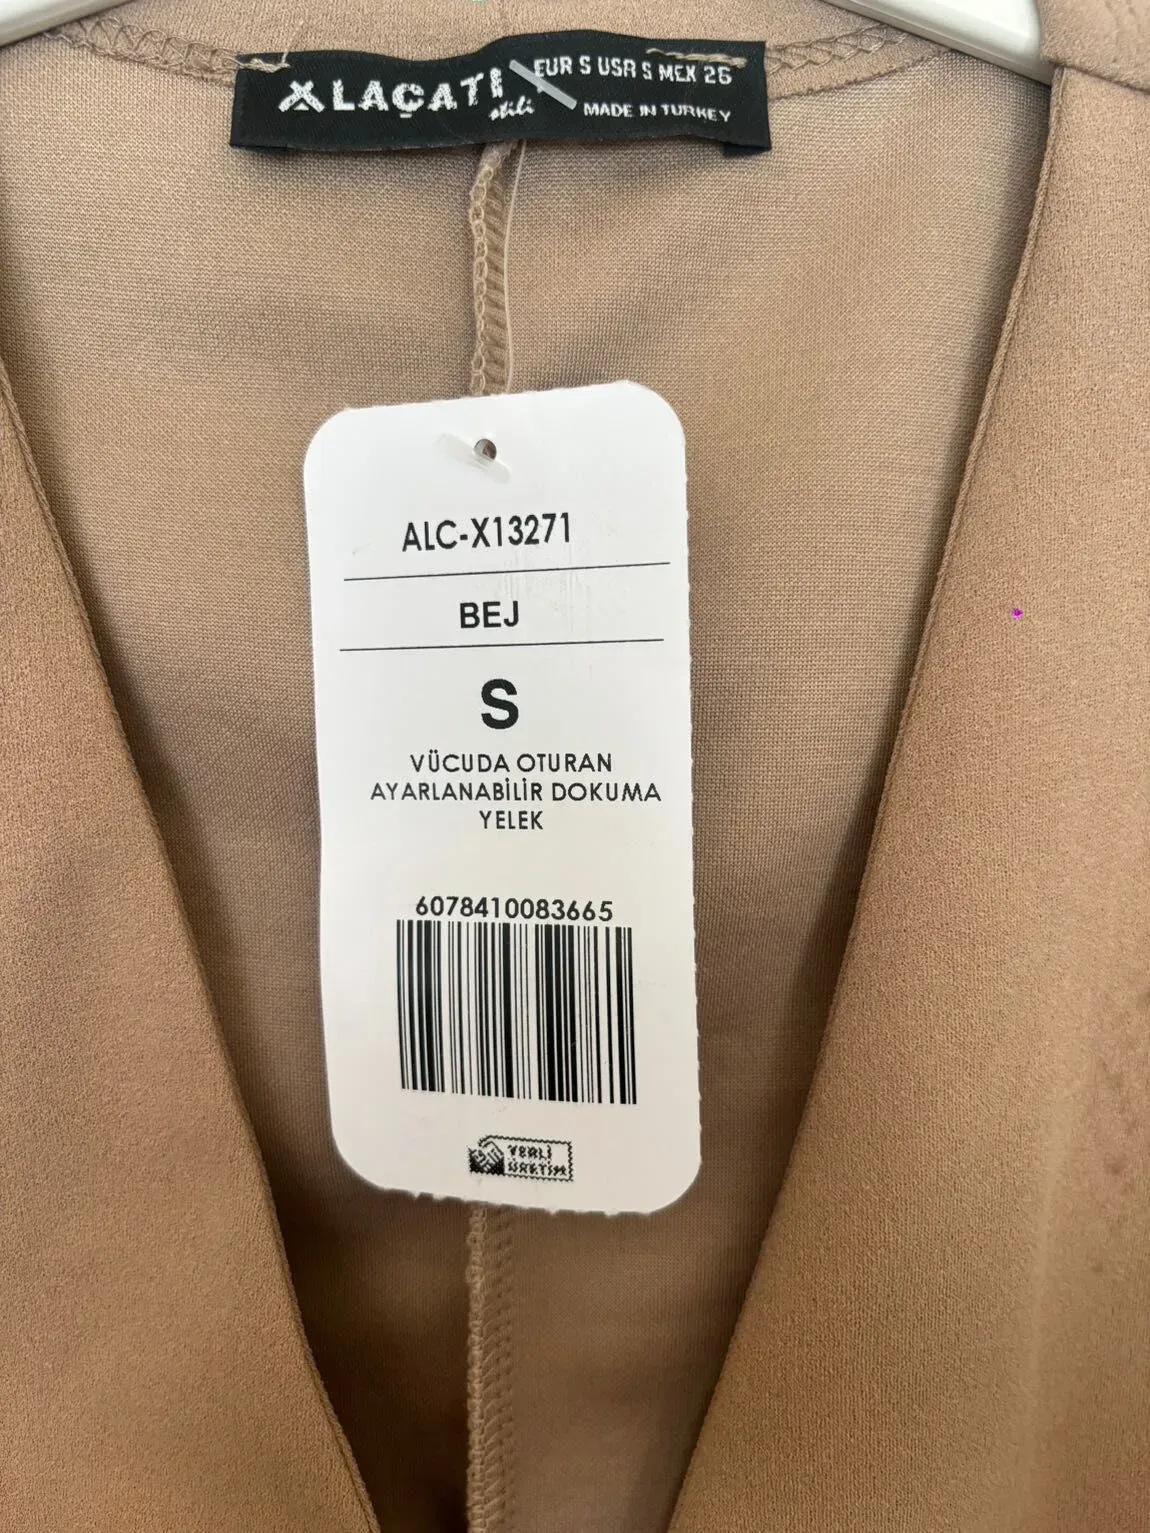 ALAÇATI
stili
EUR S USA S MEX 26
MADE IN TURKEY
ALC-X13271
BEJ
S
VÜCUDA OTURAN
AYARLANABİLİR DOKUMA
YELEK
6078410083665
YERLİ
ÜRETİM